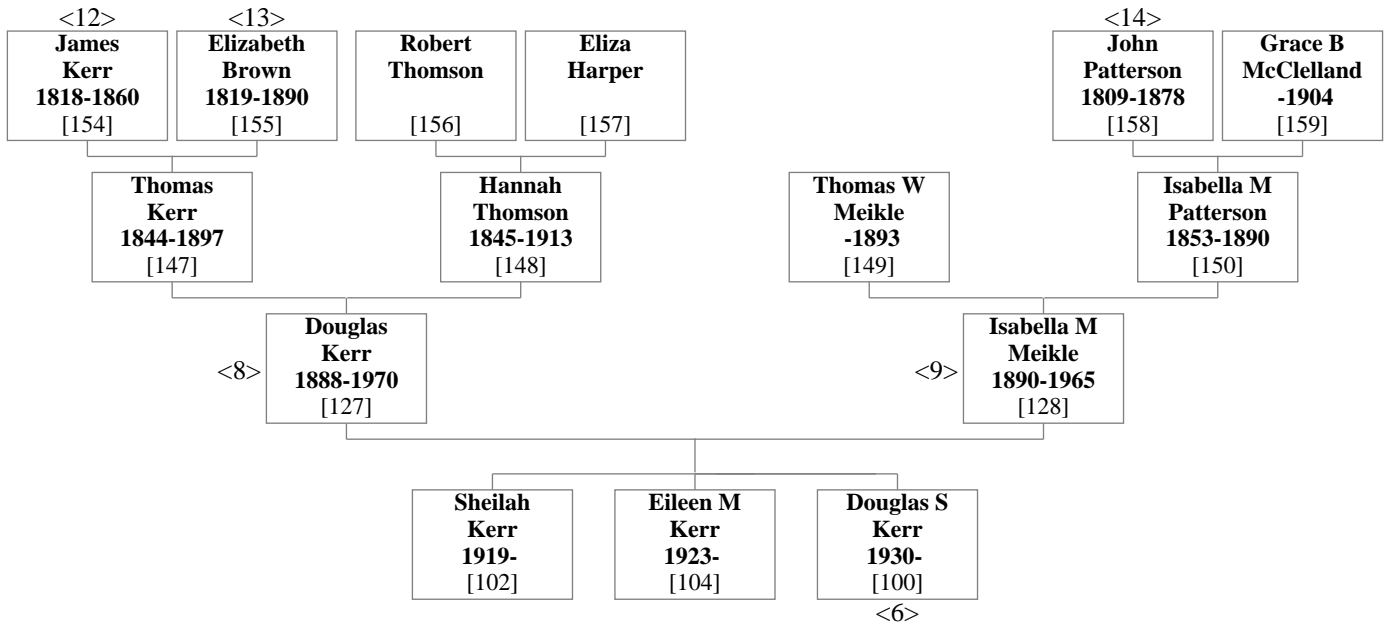 <12>
<13>
<14>
James
Kerr
1818-1860
[154]
Elizabeth
Brown
1819-1890
[155]
Robert
Thomson
[156]
Eliza
Harper
[157]
John
Patterson
1809-1878
[158]
Grace B
McClelland
-1904
[159]
Thomas
Kerr
1844-1897
[147]
Hannah
Thomson
1845-1913
[148]
Thomas W
Meikle
-1893
[149]
Isabella M
Patterson
1853-1890
[150]
<8>
Douglas
Kerr
1888-1970
[127]
<9>
Isabella M
Meikle
1890-1965
[128]
Sheilah
Kerr
1919-
[102]
Eileen M
Kerr
1923-
[104]
Douglas S
Kerr
1930-
[100]
<6>